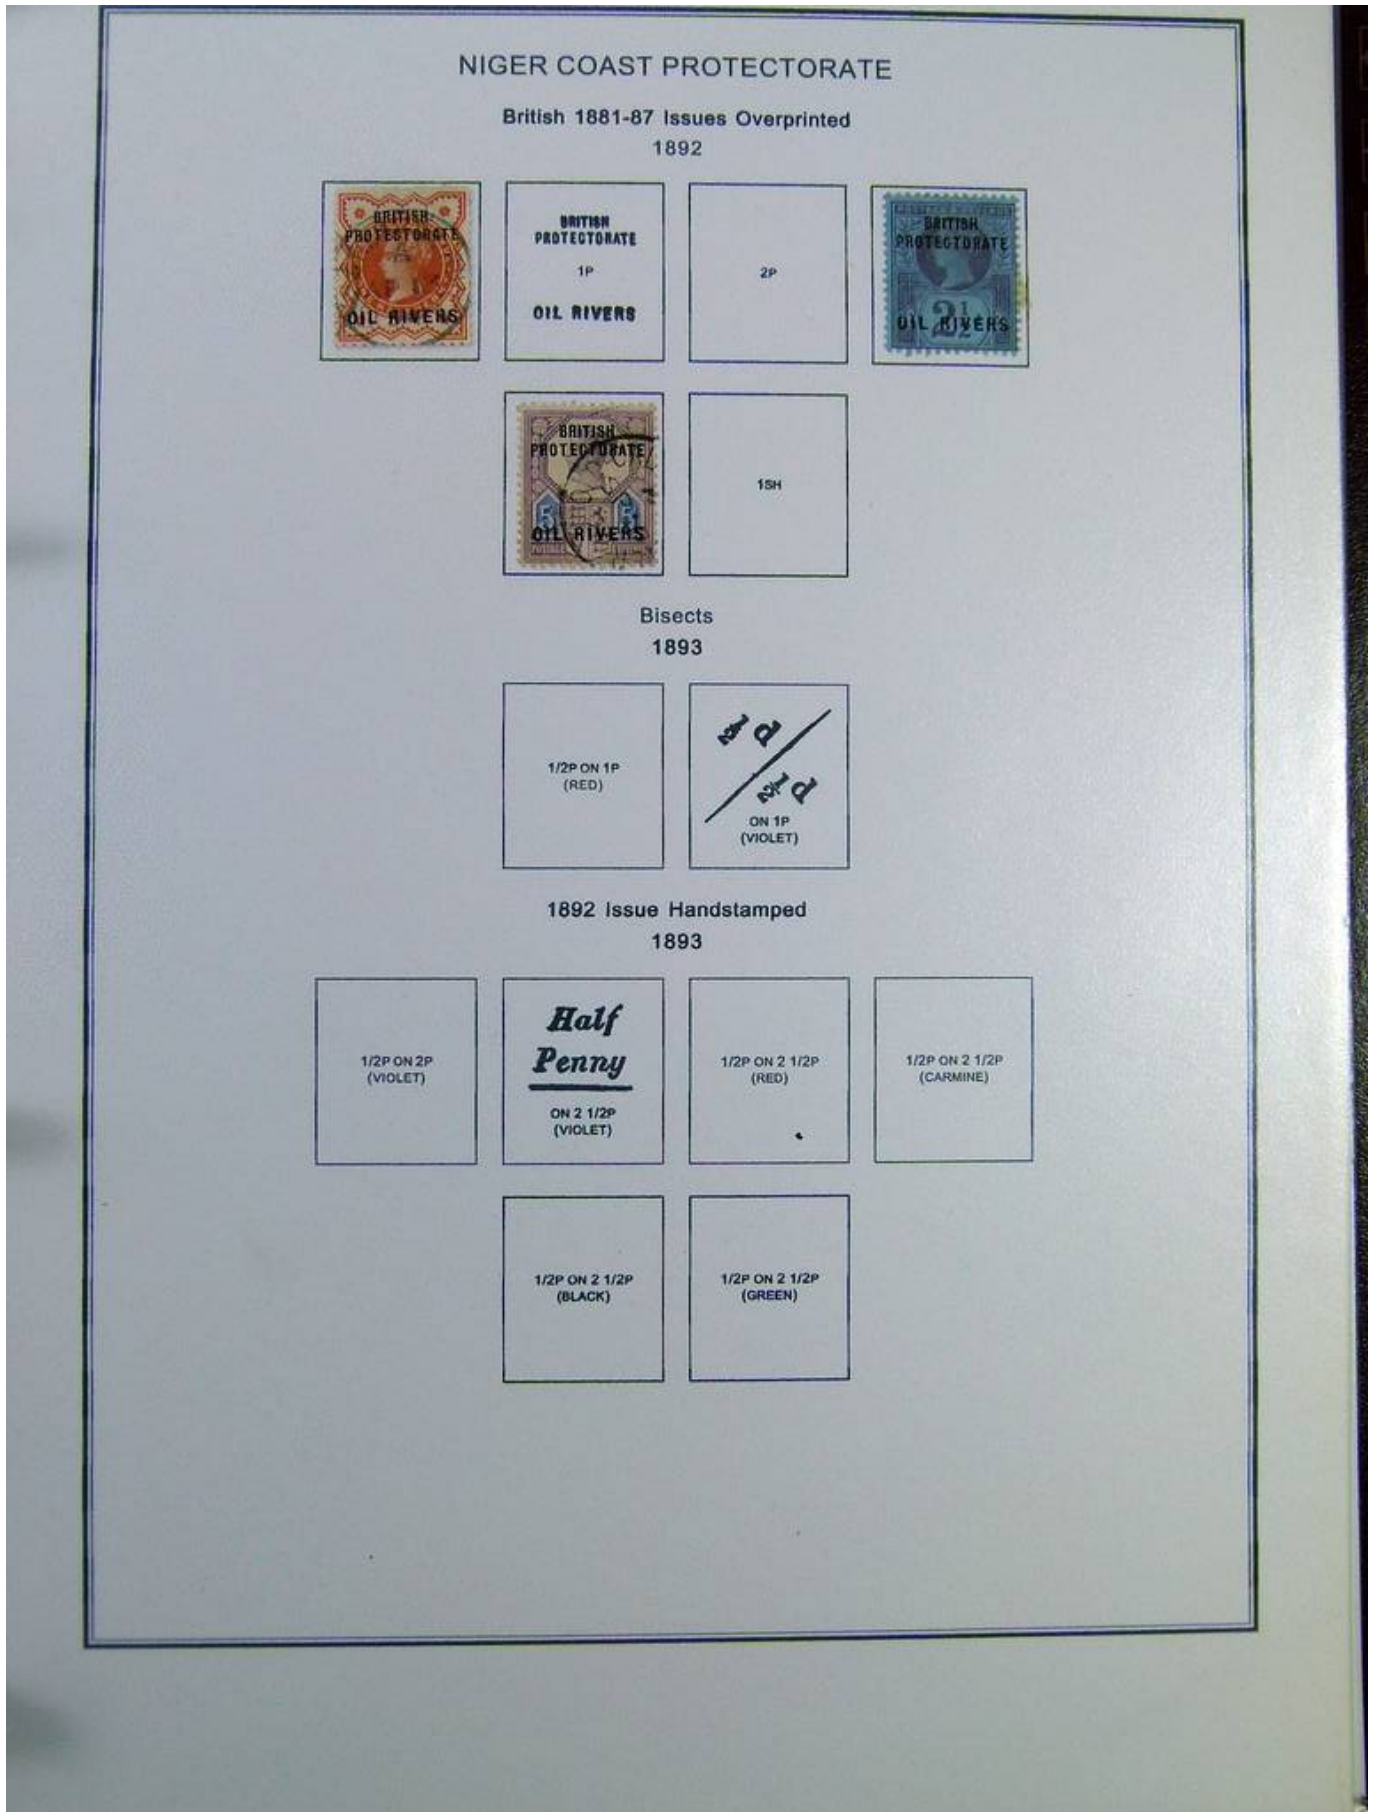 NIGER COAST PROTECTORATE
British 1881-87 Issues Overprinted
1892
BRITISH
PROTECTORATE
OIL RIVERS
BRITISH
PROTECTORATE
1P
OIL RIVERS
2P
BRITISH
PROTECTORATE
2½
OIL RIVERS
BRITISH
PROTECTORATE
5 5
OIL RIVERS
POSTAGE
1SH
Bisects
1893
1/2P ON 1P
(RED)
½ d
½ d
ON 1P
(VIOLET)
1892 Issue Handstamped
1893
1/2P ON 2P
(VIOLET)
Half
Penny
ON 2 1/2P
(VIOLET)
1/2P ON 2 1/2P
(RED)
1/2P ON 2 1/2P
(CARMINE)
1/2P ON 2 1/2P
(BLACK)
1/2P ON 2 1/2P
(GREEN)